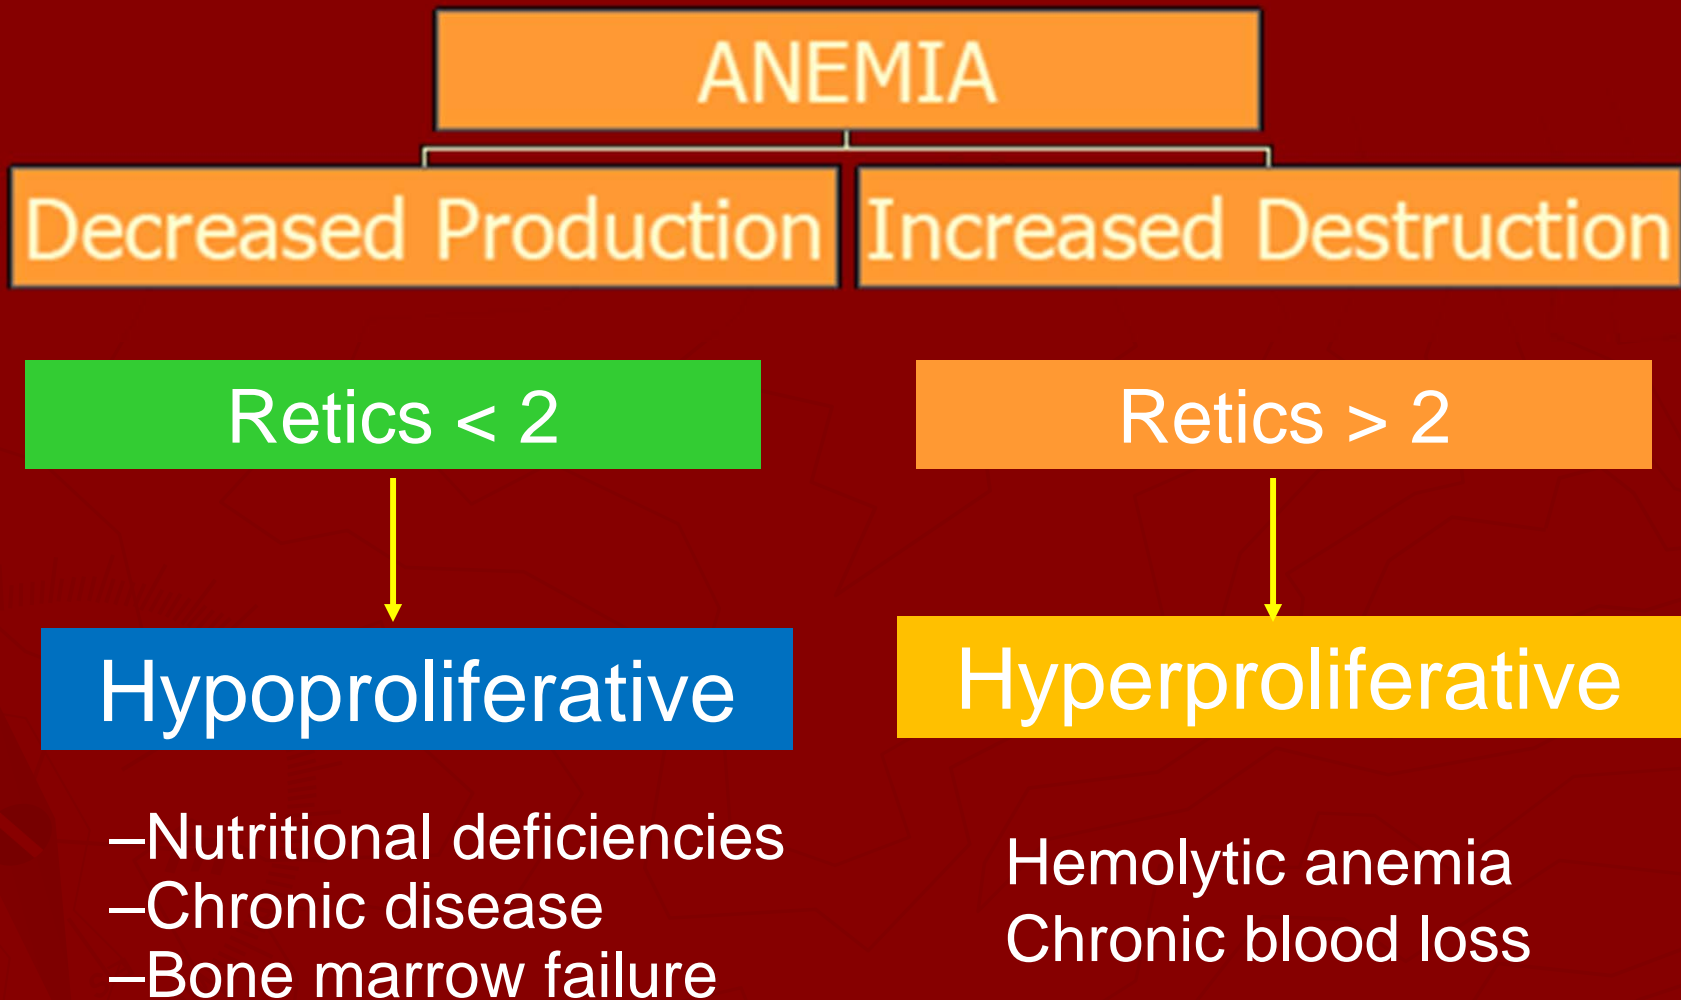 ANEMIA
Decreased Production
Increased Destruction
Retics < 2
Retics > 2
Hypoproliferative
Hyperproliferative
–Nutritional deficiencies
–Chronic disease
–Bone marrow failure
Hemolytic anemia
Chronic blood loss